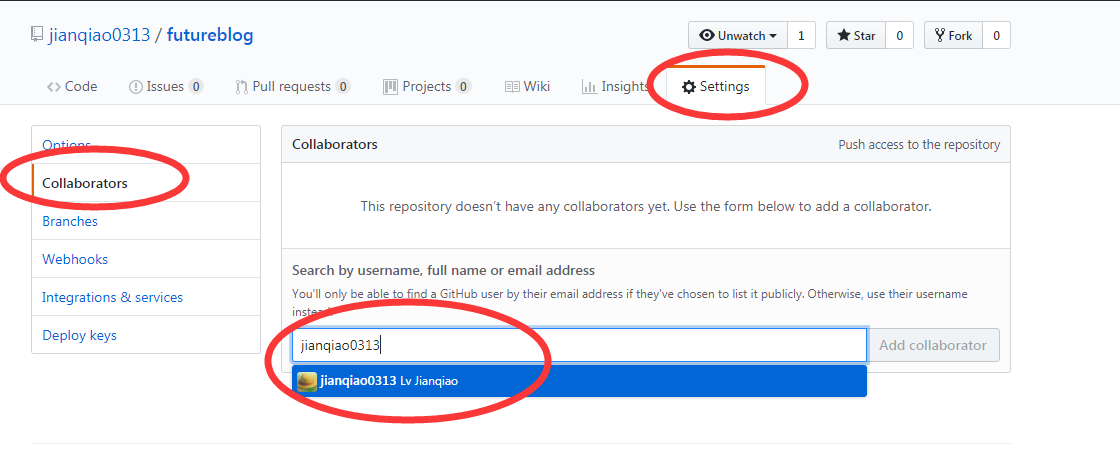 jianqiao0313 / futureblog
Unwatch 1 Star 0 Fork 0
Code Issues 0 Pull requests 0 Projects 0 Wiki Insights Settings
Options
Collaborators
Branches
Webhooks
Integrations & services
Deploy keys
Collaborators Push access to the repository
This repository doesn't have any collaborators yet. Use the form below to add a collaborator.
Search by username, full name or email address
You'll only be able to find a GitHub user by their email address if they've chosen to list it publicly. Otherwise, use their username
jianqiao0313 Add collaborator
jianqiao0313 Lv Jianqiao